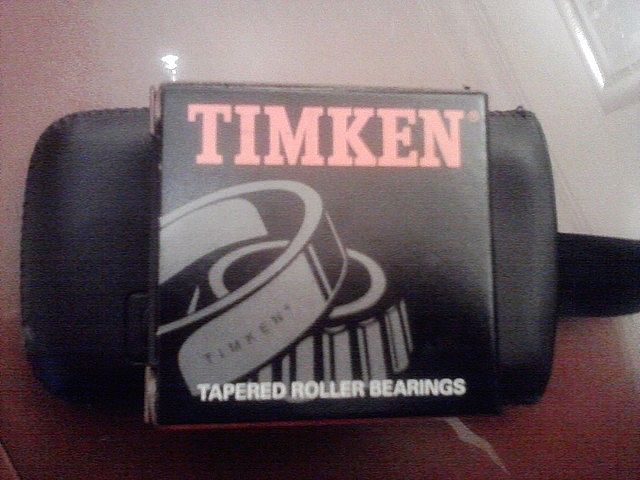 TIMKEN®
TIMKEN
TAPERED ROLLER BEARINGS